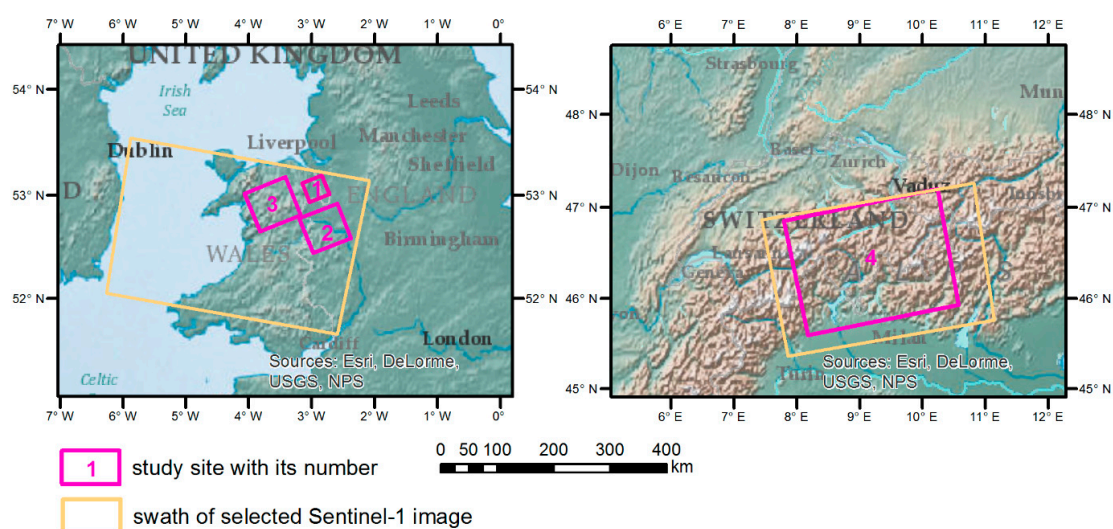 7° W 6° W 5° W 4° W 3° W 2° W 1° W 0° W
6° E 7° E 8° E 9° E 10° E 11° E 12° E
UNITED KINGDOM
54° N
Irish
Sea
Leeds
Liverpool
Manchester
Dublin
Sheffield
D
53° N
1
ENGLAND
3
2
Birmingham
WALES
52° N
London
Cardiff
Sources: Esri, DeLorme,
USGS, NPS
Celtic
7° W 6° W 5° W 4° W 3° W 2° W 1° W 0° W
Strasbourg
Mun
48° N
48° N
Basel
Zurich
Dijon
Besancon
Vaduz
Innsbr
47° N
47° N
SWITZERLAND
4
Geneva
46° N
46° N
Milan
Turin
Sources: Esri, DeLorme,
USGS, NPS
45° N
45° N
6° E 7° E 8° E 9° E 10° E 11° E 12° E
54° N
53° N
52° N
1 study site with its number
0 50 100 200 300 400
km
swath of selected Sentinel-1 image